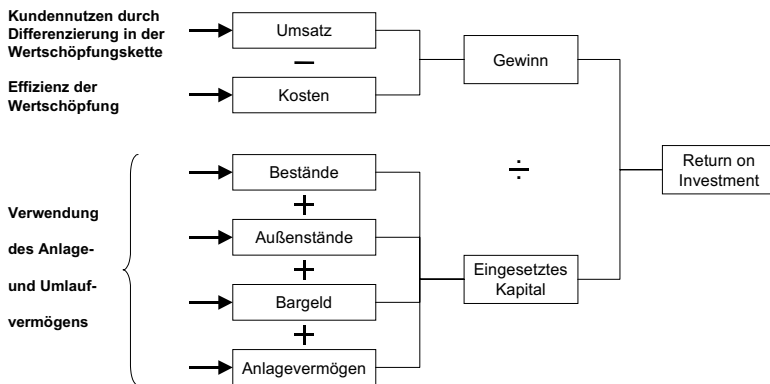 Kundennutzen durch
Differenzierung in der
Wertschöpfungskette
Umsatz
–
Effizienz der
Wertschöpfung
Kosten
Gewinn
÷
Return on
Investment
Verwendung
des Anlage-
und Umlauf-
vermögens
Bestände
+
Außenstände
+
Bargeld
+
Anlagevermögen
Eingesetztes
Kapital